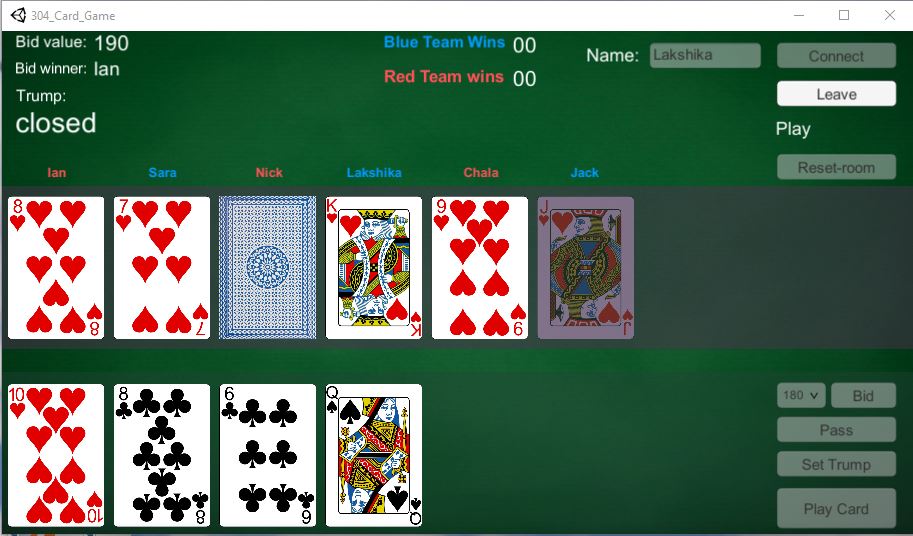 304_Card_Game
Bid value: 190
Bid winner: Ian
Trump:
closed
Blue Team Wins 00
Red Team wins 00
Name: Lakshika
Connect
Leave
Play
Reset-room
Ian Sara Nick Lakshika Chala Jack
8 7 K 9 J
8 7 K 9 J
10 8 6 Q
10 8 6 Q
180 Bid
Pass
Set Trump
Play Card